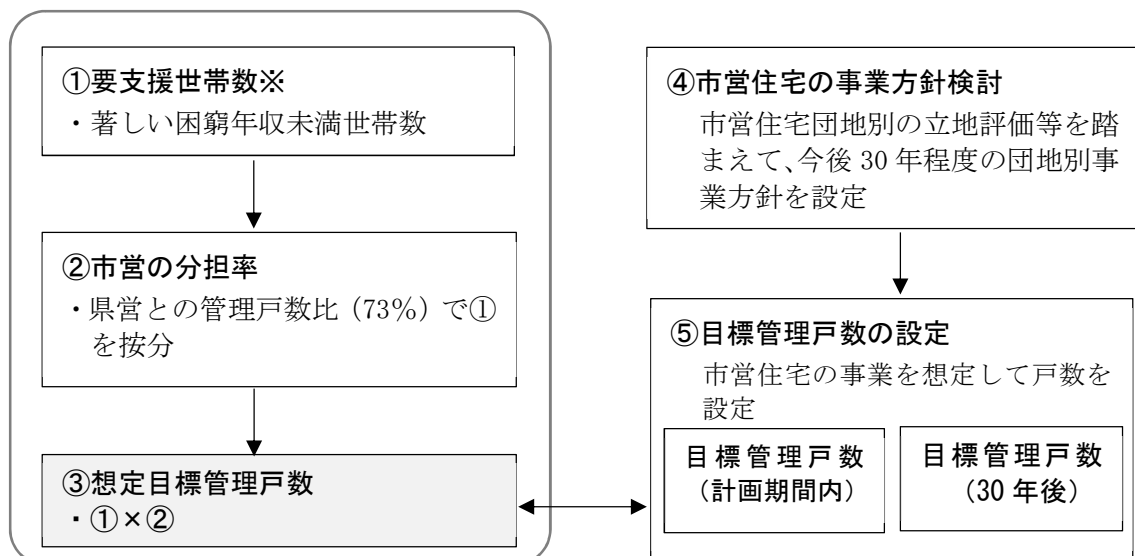 ①要支援世帯数※
・著しい困窮年収未満世帯数
②市営の分担率
・県営との管理戸数比(73%)で①
を按分
③想定目標管理戸数
・①×②
④市営住宅の事業方針検討
市営住宅団地別の立地評価等を踏
まえて、今後 30 年程度の団地別事
業方針を設定
⑤目標管理戸数の設定
市営住宅の事業を想定して戸数を
設定
目標管理戸数
(計画期間内)
目標管理戸数
(30 年後)